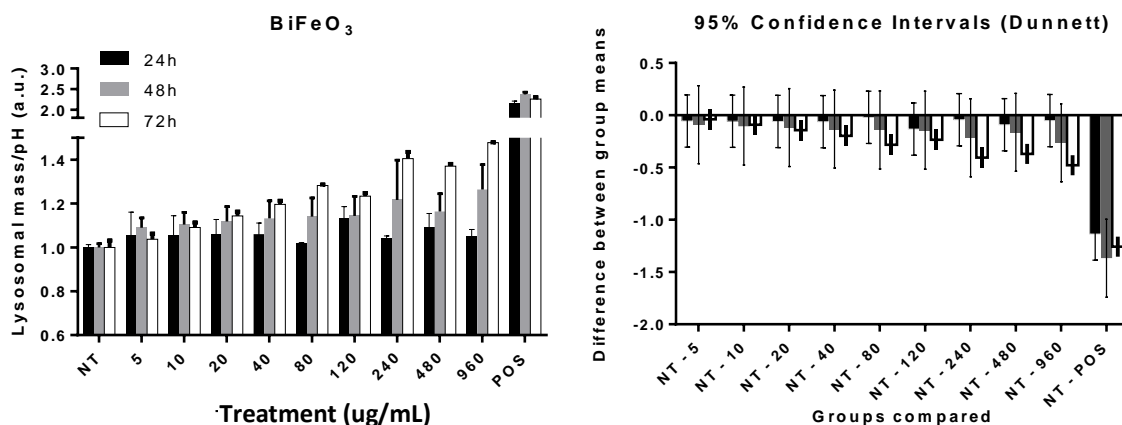 BiFeO3
24h
48h
72h
Lysosomal mass/pH (a.u.)
2.5
2.0
1.4
1.2
1.0
0.8
0.6
NT
5
10
20
40
80
120
240
480
960
POS
Treatment (ug/mL)
95% Confidence Intervals (Dunnett)
Difference between group means
0.5
0.0
-0.5
-1.0
-1.5
-2.0
NT - 5
NT - 10
NT - 20
NT - 40
NT - 80
NT - 120
NT - 240
NT - 480
NT - 960
NT - POS
Groups compared